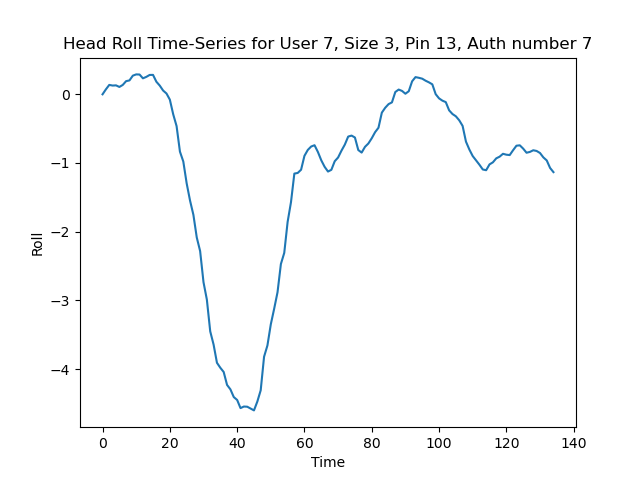 Head Roll Time-Series for User 7, Size 3, Pin 13, Auth number 7
0
−1
−2
−3
−4
Roll
0 20 40 60 80 100 120 140
Time